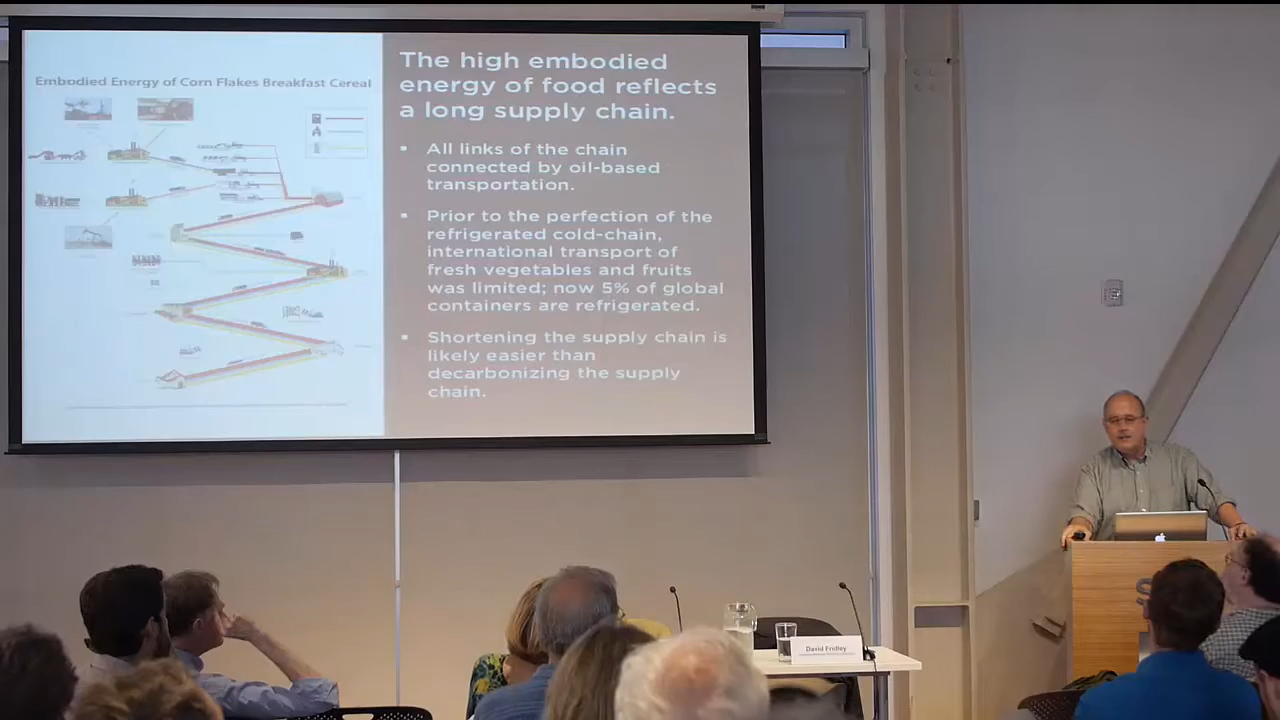 Embodied Energy of Corn Flakes Breakfast Cereal
The high embodied
energy of food reflects
a long supply chain.
▪ All links of the chain
connected by oil-based
transportation.
▪ Prior to the perfection of the
refrigerated cold-chain,
international transport of
fresh vegetables and fruits
was limited; now 5% of global
containers are refrigerated.
▪ Shortening the supply chain is
likely easier than
decarbonizing the supply
chain.
David Fridley